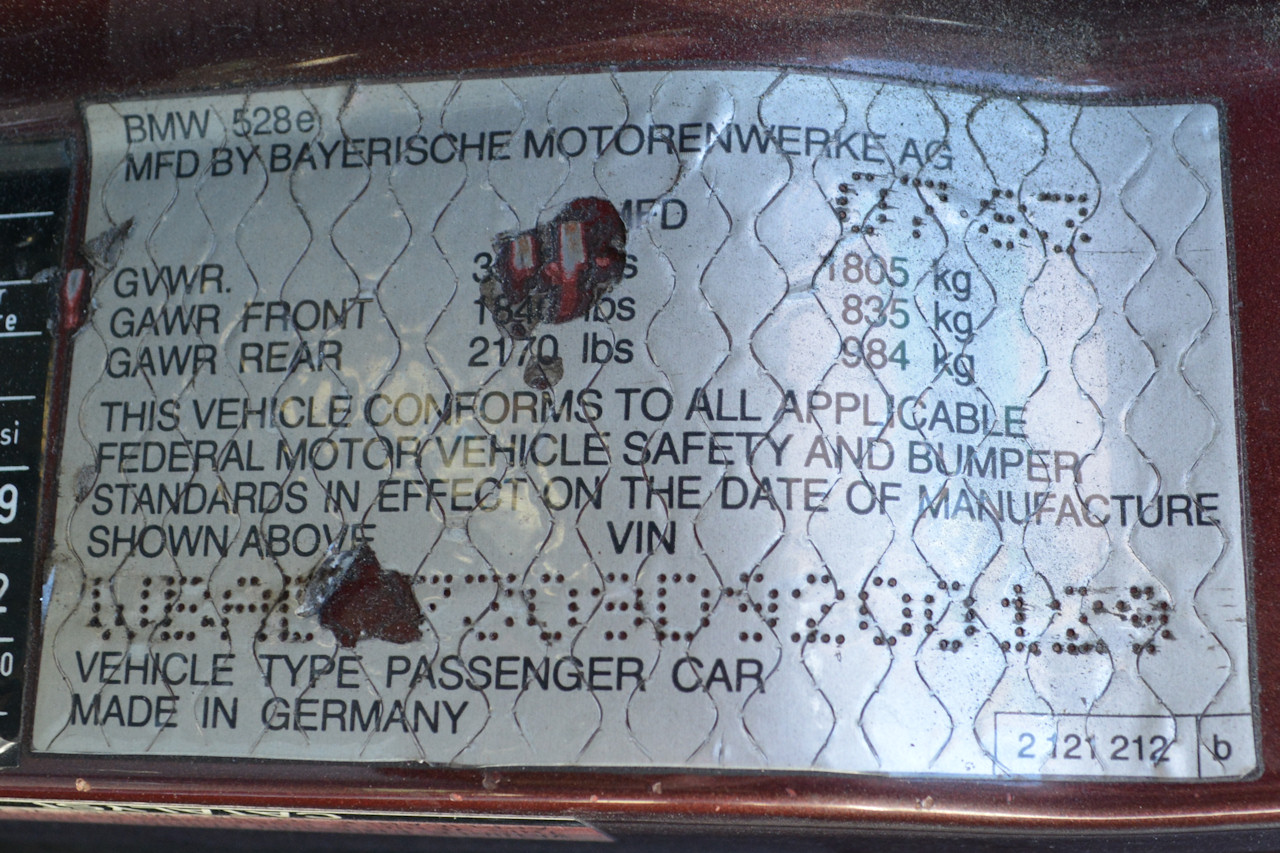 BMW 528e
MFD BY BAYERISCHE MOTORENWERKE AG
MFD
GVWR. 1805 kg
GAWR FRONT lbs 835 kg
GAWR REAR 2170 lbs 984 kg
THIS VEHICLE CONFORMS TO ALL APPLICABLE
FEDERAL MOTOR VEHICLE SAFETY AND BUMPER
STANDARDS IN EFFECT ON THE DATE OF MANUFACTURE
SHOWN ABOVE VIN
VEHICLE TYPE PASSENGER CAR
MADE IN GERMANY
2 121 212 b